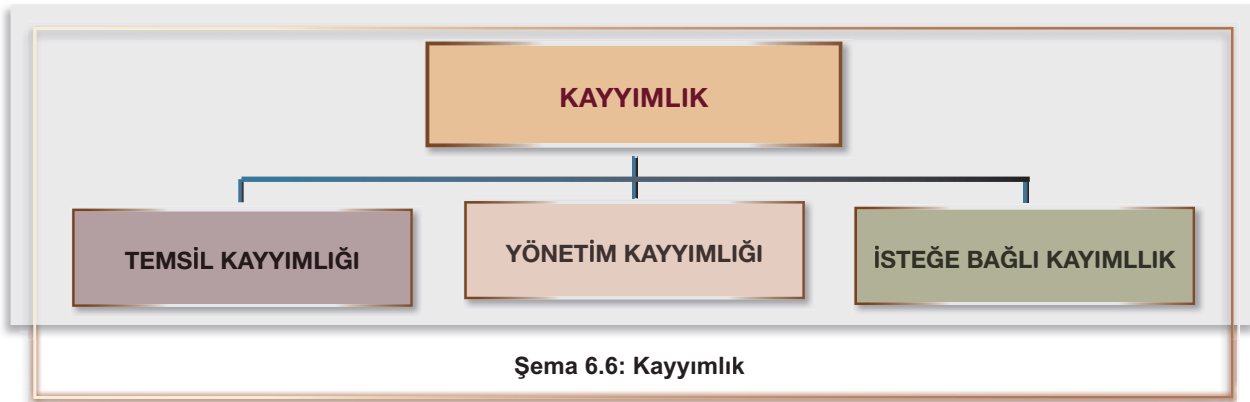 KAYYIMLIK
TEMSİL KAYYIMLIĞI
YÖNETİM KAYYIMLIĞI
İSTEĞE BAĞLI KAYIMLLIK
Şema 6.6: Kayyımlık